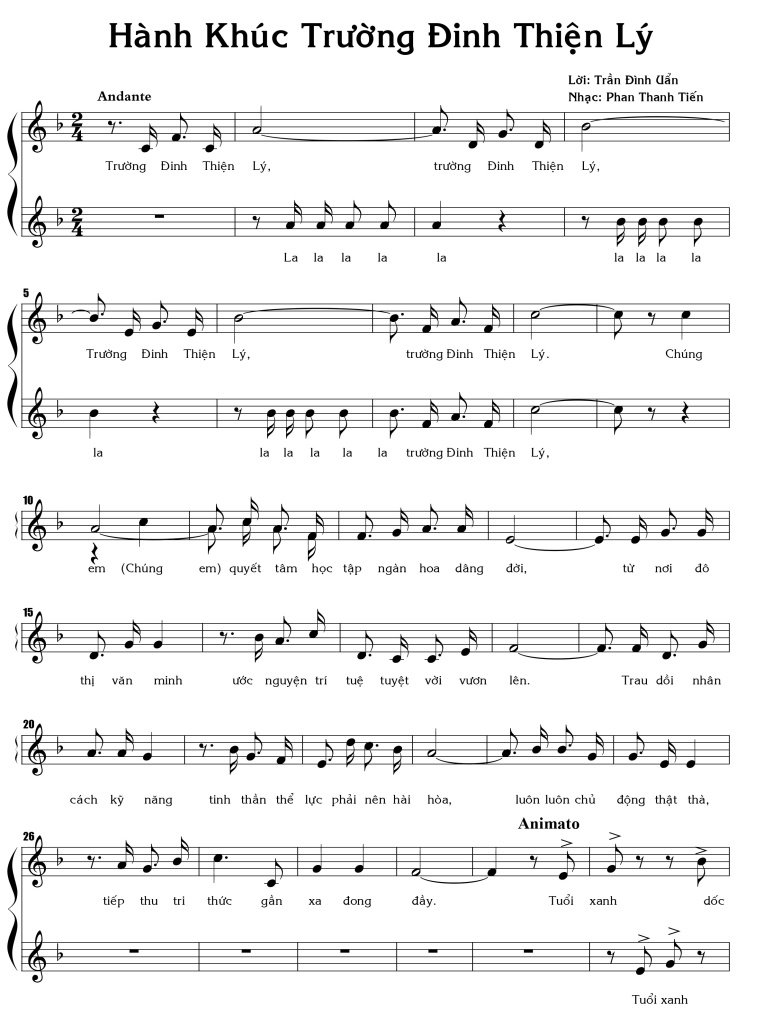 Hành Khúc Trường Đinh Thiện Lý
Lời: Trần Đình Uẩn
Andante
Nhạc: Phan Thanh Tiến
2 4
Trường Đinh Thiện Lý, trường Đinh Thiện Lý,
2 4
La la la la la la la la la
5
Trường Đinh Thiện Lý, trường Đinh Thiện Lý. Chúng
la la la la la trường Đinh Thiện Lý,
10
em (Chúng em) quyết tâm học tập ngàn hoa dâng đời, từ nơi đô
15
thị văn minh ước nguyện trí tuệ tuyệt vời vươn lên. Trau dồi nhân
20
cách kỹ năng tinh thần thể lực phải nên hài hòa, luôn luôn chủ động thật thà,
Animato
26
tiếp thu tri thức gần xa đong đầy. Tuổi xanh dốc
Tuổi xanh